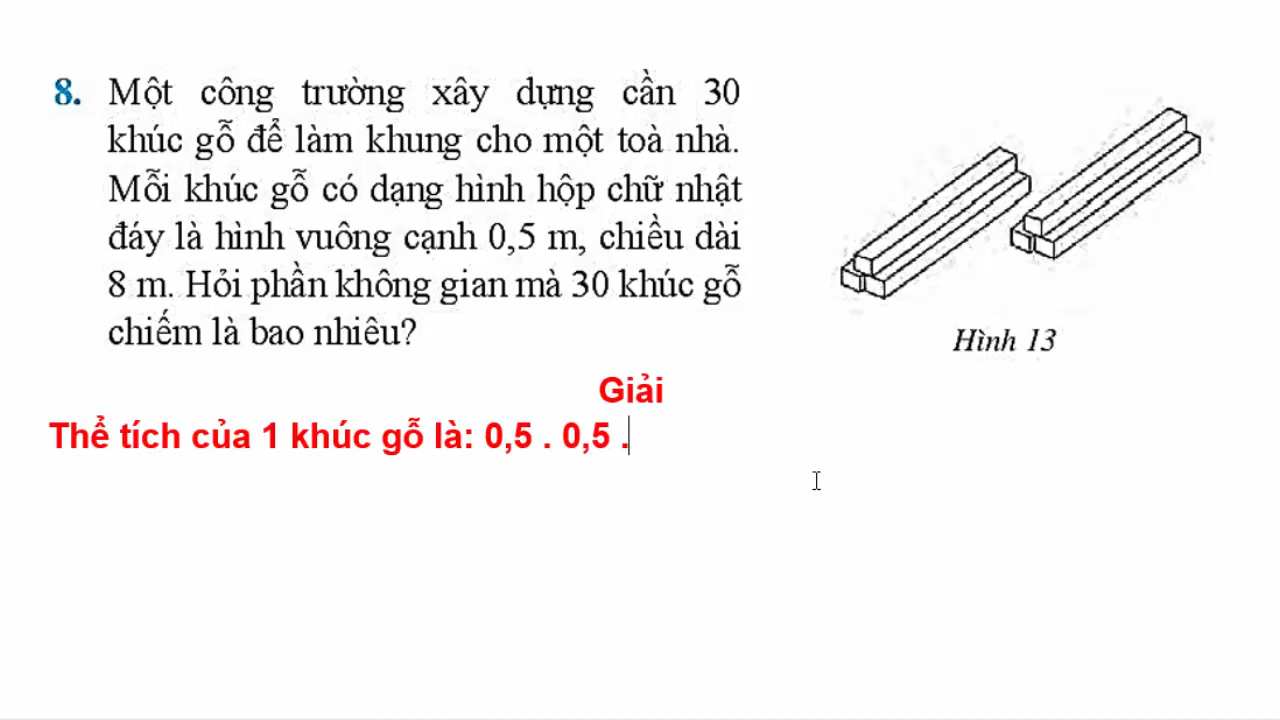 8. Một công trường xây dựng cần 30
khúc gỗ để làm khung cho một toà nhà.
Mỗi khúc gỗ có dạng hình hộp chữ nhật
đáy là hình vuông cạnh 0,5 m, chiều dài
8 m. Hỏi phần không gian mà 30 khúc gỗ
chiếm là bao nhiêu?
Hình 13
Giải
Thể tích của 1 khúc gỗ là: 0,5 . 0,5 .